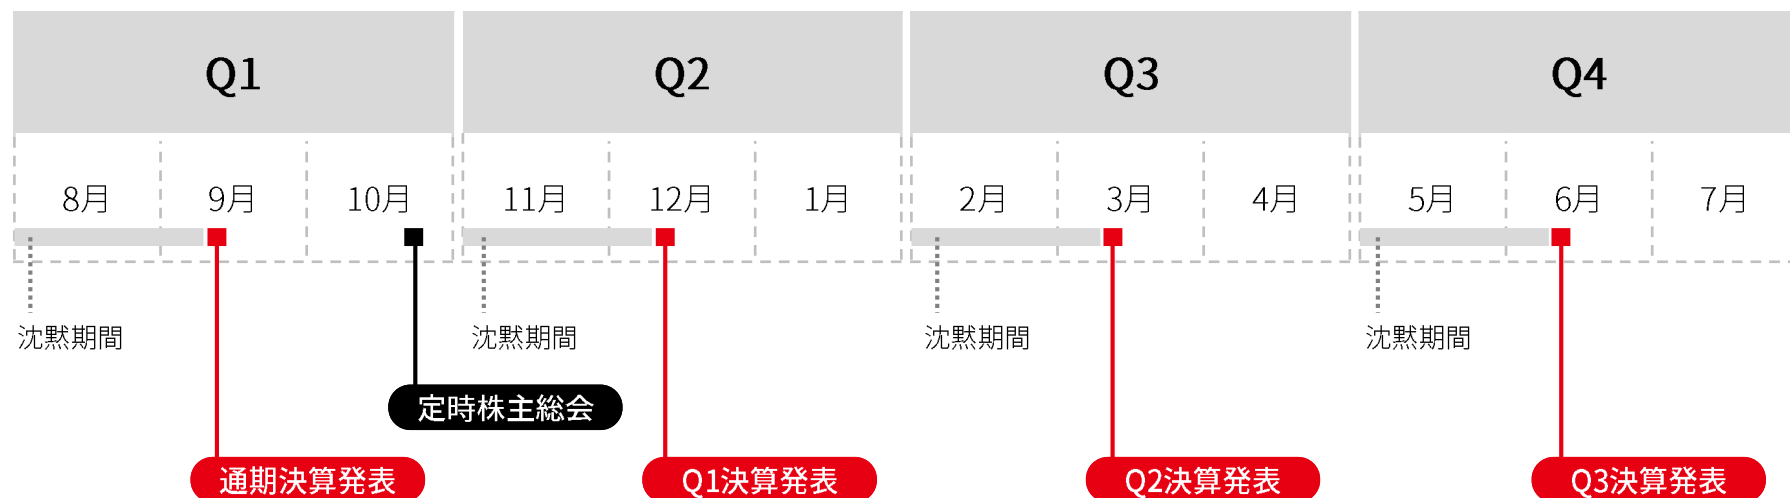 Q1 Q2 Q3 Q4
8月 9月 10月 11月 12月 1月 2月 3月 4月 5月 6月 7月
沈黙期間 沈黙期間 沈黙期間 沈黙期間
定時株主総会
通期決算発表 Q1決算発表 Q2決算発表 Q3決算発表